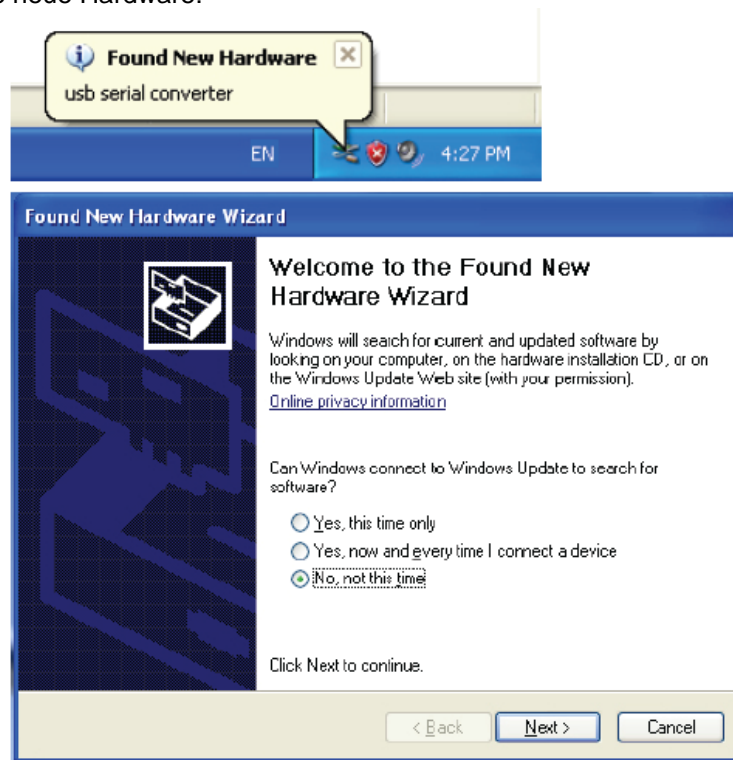 neue Hardware.
Found New Hardware
usb serial converter
EN
4:27 PM
Found New Hardware Wizard
Welcome to the Found New
Hardware Wizard
Windows will search for current and updated software by
looking on your computer, on the hardware installation CD, or on
the Windows Update Web site (with your permission).
Online privacy information
Can Windows connect to Windows Update to search for
software?
Yes, this time only
Yes, now and every time I connect a device
No, not this time
Click Next to continue.
< Back
Next >
Cancel